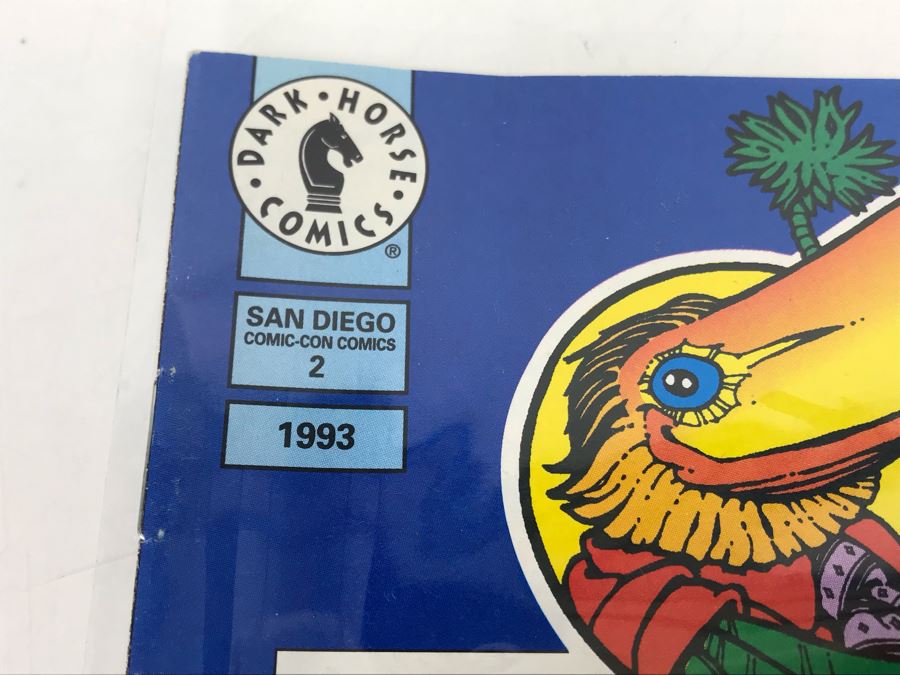 DARK • HORSE
• COMICS •
®
SAN DIEGO
COMIC-CON COMICS
2
1993